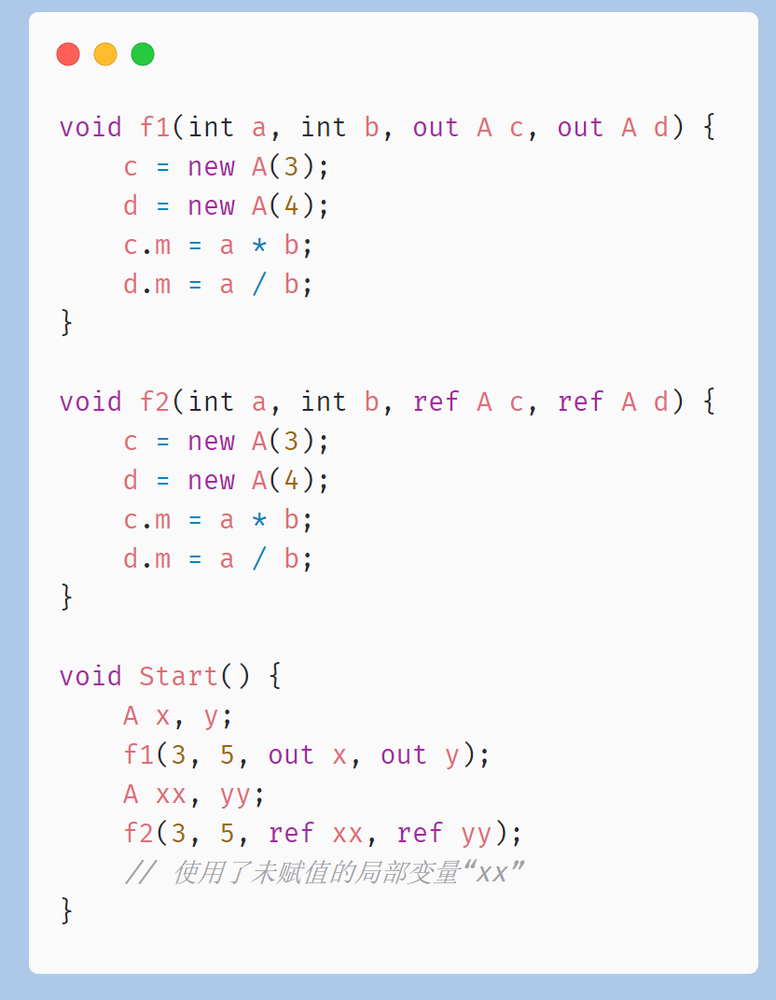 void f1(int a, int b, out A c, out A d) {
    c = new A(3);
    d = new A(4);
    c.m = a * b;
    d.m = a / b;
}

void f2(int a, int b, ref A c, ref A d) {
    c = new A(3);
    d = new A(4);
    c.m = a * b;
    d.m = a / b;
}

void Start() {
    A x, y;
    f1(3, 5, out x, out y);
    A xx, yy;
    f2(3, 5, ref xx, ref yy);
    // 使用了未赋值的局部变量“xx”
}